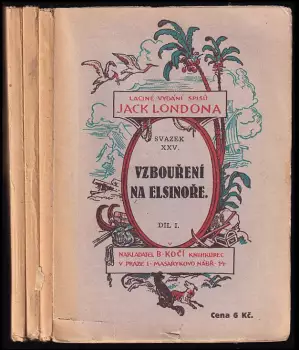 LACINÉ VYDÁNÍ SPISŮ
JACK LONDONA
SVAZEK
XXV.
VZBOUŘENÍ
NA ELSINOŘE.
DÍL I.
NAKLADATEL B. KOČÍ KNIHKUPEC
V PRAZE I - MASARYKOVO NÁBŘ. 14.
Cena 6 Kč.